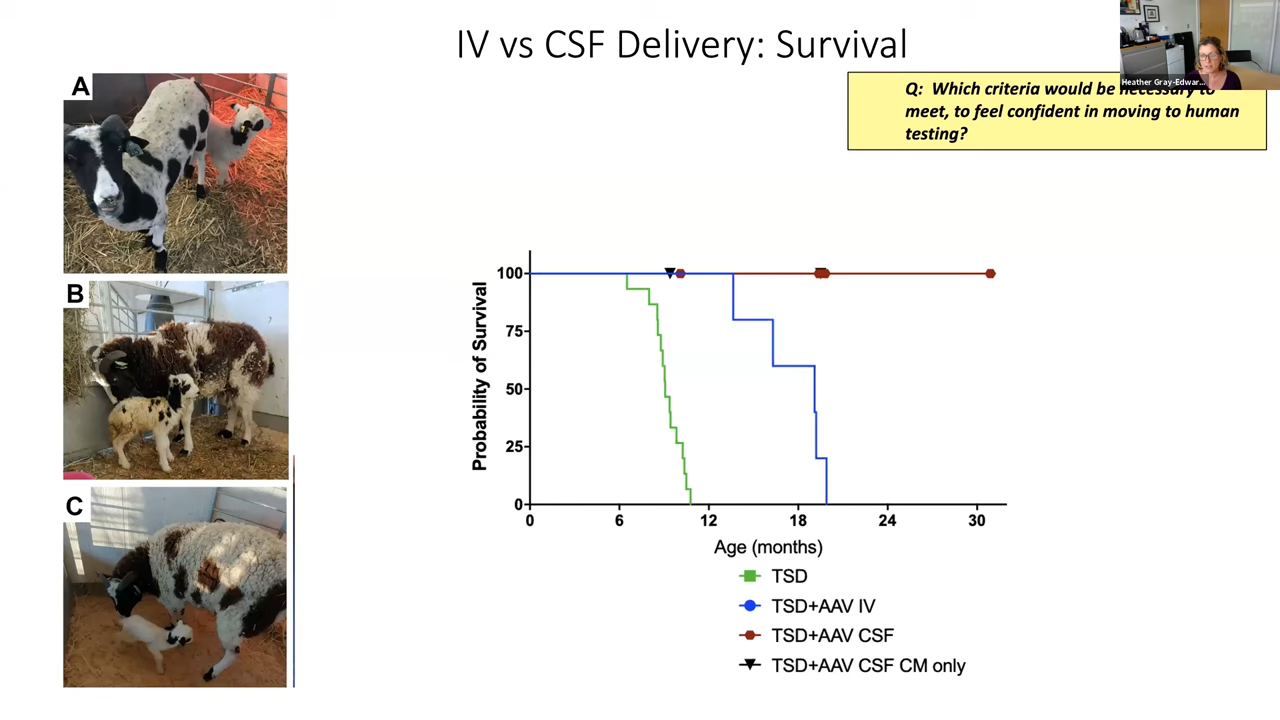 IV vs CSF Delivery: Survival
Heather Gray-Edwar...
Q: Which criteria would be necessary to
meet, to feel confident in moving to human
testing?
A
B
C
Probability of Survival
100
75
50
25
0
0 6 12 18 24 30
Age (months)
TSD
TSD+AAV IV
TSD+AAV CSF
TSD+AAV CSF CM only